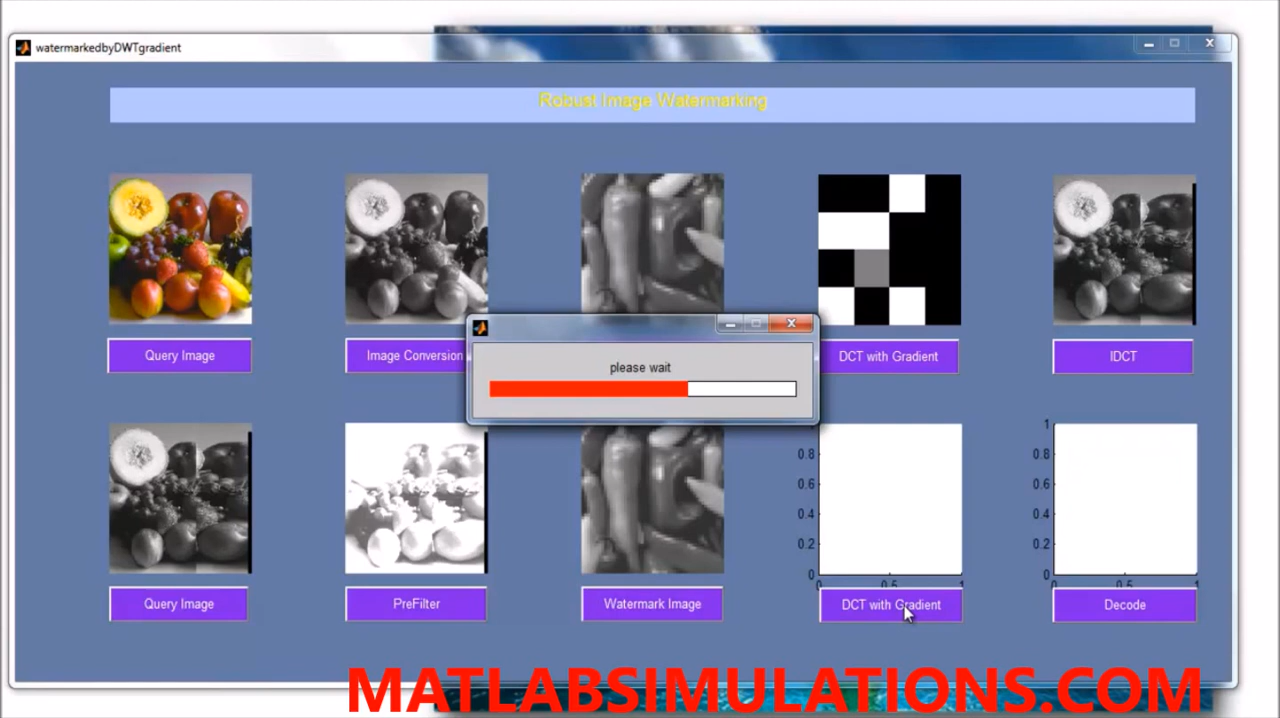 watermarkedbyDWTgradient
Robust Image Watermarking
Query Image
Image Conversion
DCT with Gradient
IDCT
please wait
1
0.8
0.6
0.4
0.2
0
0 0.5 1
1
0.8
0.6
0.4
0.2
0
0 0.5 1
Query Image
PreFilter
Watermark Image
DCT with Gradient
Decode
MATLABSIMULATIONS.COM